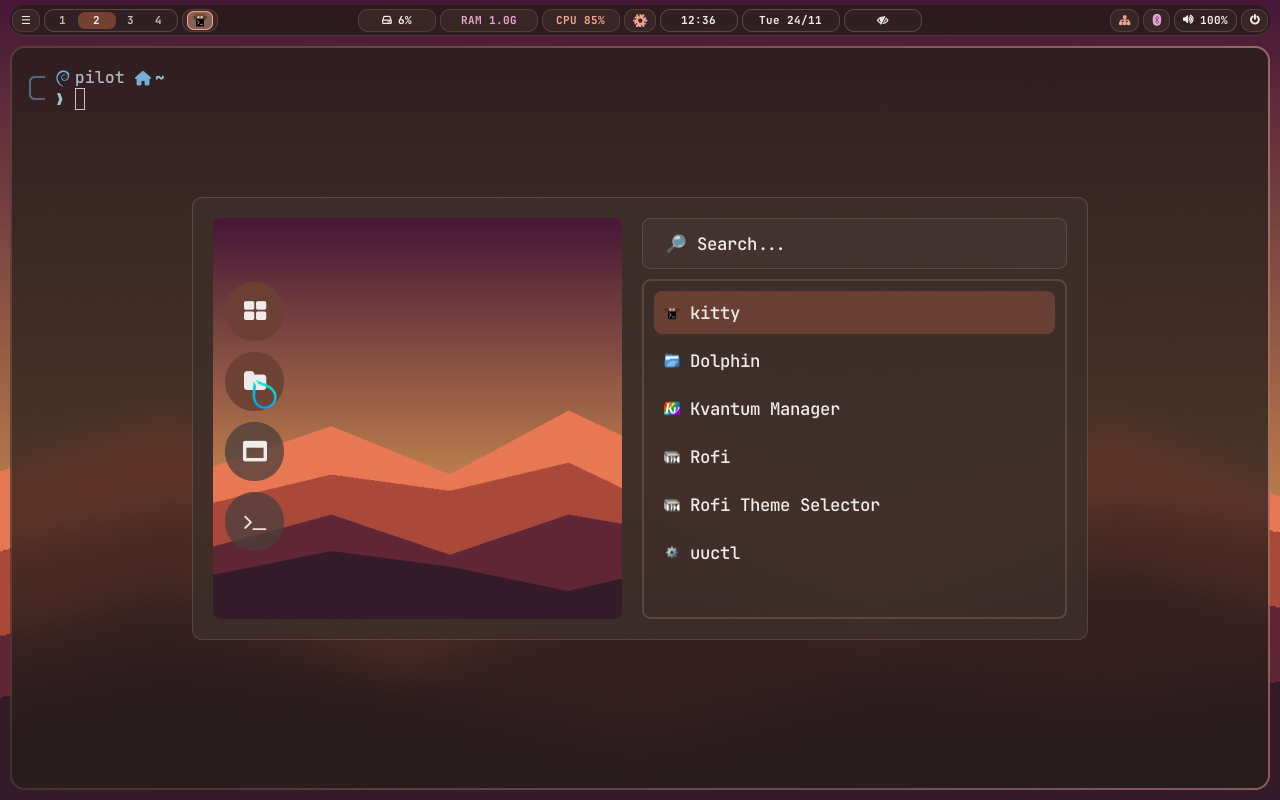 1 2 3 4
6%
RAM 1.0G
CPU 85%
12:36
Tue 24/11
100%
pilot ~
Search...
kitty
Dolphin
Kvantum Manager
Rofi
Rofi Theme Selector
uuctl